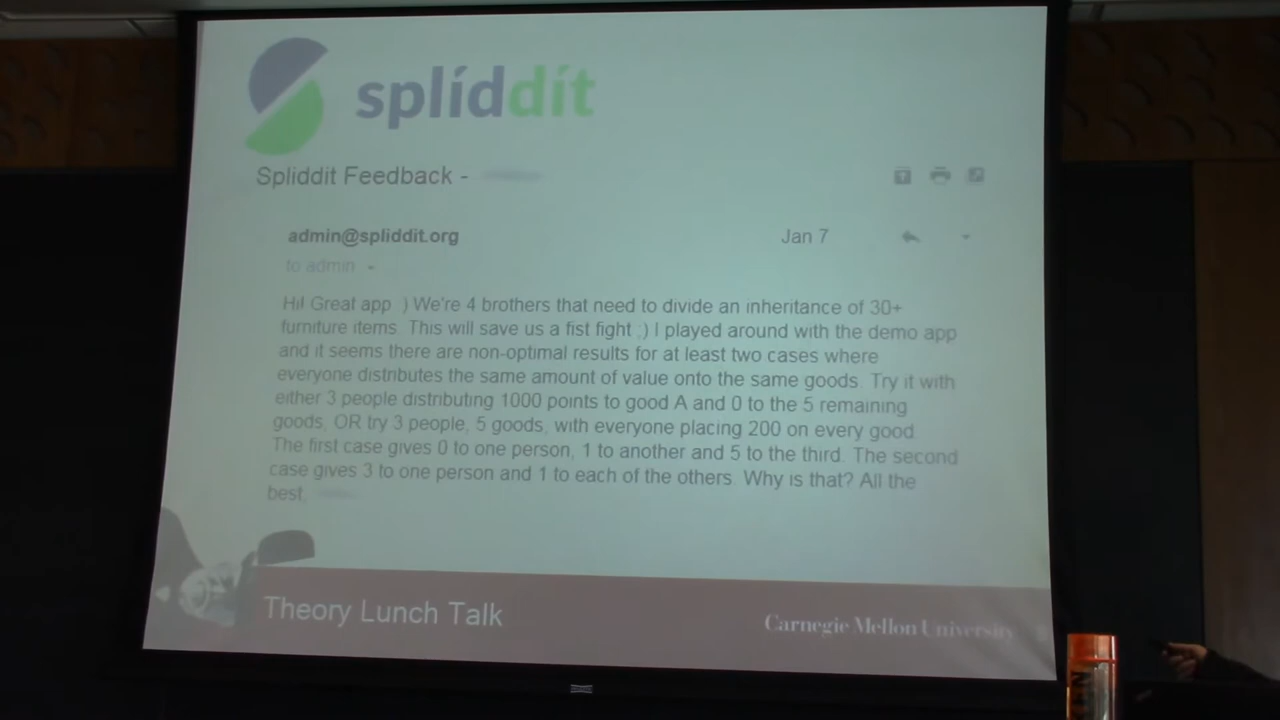 splíddít
Spliddit Feedback -
admin@spliddit.org Jan 7
to admin
Hi! Great app :) We're 4 brothers that need to divide an inheritance of 30+
furniture items. This will save us a fist fight :) I played around with the demo app
and it seems there are non-optimal results for at least two cases where
everyone distributes the same amount of value onto the same goods. Try it with
either 3 people distributing 1000 points to good A and 0 to the 5 remaining
goods, OR try 3 people, 5 goods, with everyone placing 200 on every good.
The first case gives 0 to one person, 1 to another and 5 to the third. The second
case gives 3 to one person and 1 to each of the others. Why is that? All the
best,
Theory Lunch Talk
Carnegie Mellon University